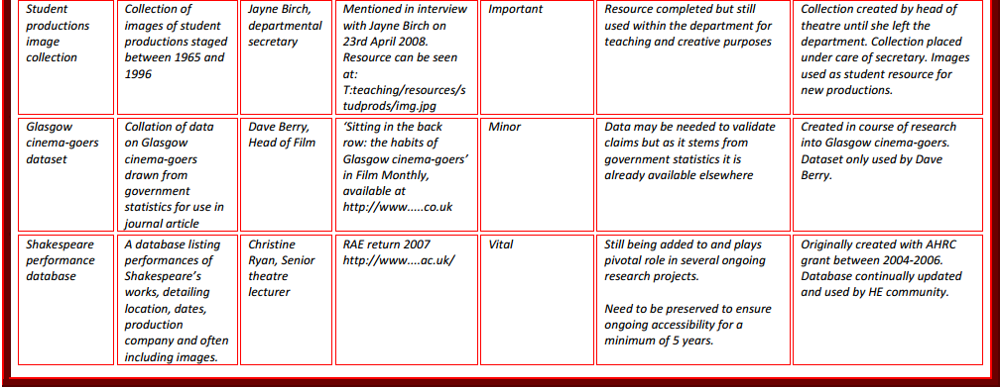 Student
productions
image
collection
Collection of
images of student
productions staged
between 1965 and
1996
Jayne Birch,
departmental
secretary
Mentioned in interview
with Jayne Birch on
23rd April 2008.
Resource can be seen
at:
T:teaching/resources/s
tudprods/img.jpg
Important
Resource completed but still
used within the department for
teaching and creative purposes
Collection created by head of
theatre until she left the
department. Collection placed
under care of secretary. Images
used as student resource for
new productions.
Glasgow
cinema-goers
dataset
Collation of data
on Glasgow
cinema-goers
drawn from
government
statistics for use in
journal article
Dave Berry,
Head of Film
‘Sitting in the back
row: the habits of
Glasgow cinema-goers’
in Film Monthly,
available at
http://www.....co.uk
Minor
Data may be needed to validate
claims but as it stems from
government statistics it is
already available elsewhere
Created in course of research
into Glasgow cinema-goers.
Dataset only used by Dave
Berry.
Shakespeare
performance
database
A database listing
performances of
Shakespeare’s
works, detailing
location, dates,
production
company and often
including images.
Christine
Ryan, Senior
theatre
lecturer
RAE return 2007
http://www....ac.uk/
Vital
Still being added to and plays
pivotal role in several ongoing
research projects.
Need to be preserved to ensure
ongoing accessibility for a
minimum of 5 years.
Originally created with AHRC
grant between 2004-2006.
Database continually updated
and used by HE community.